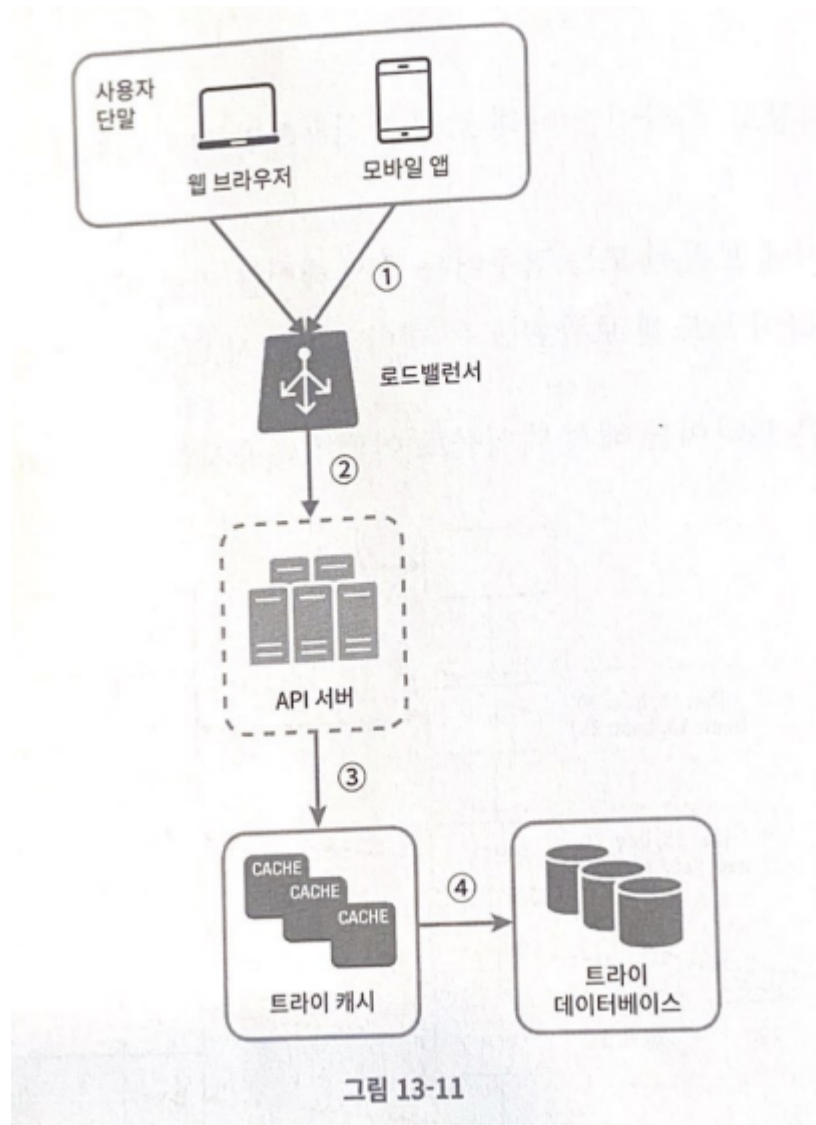 사용자
단말
웹 브라우저
모바일 앱
①
로드밸런서
②
API 서버
③
CACHE
CACHE
CACHE
트라이 캐시
④
트라이
데이터베이스
그림 13-11